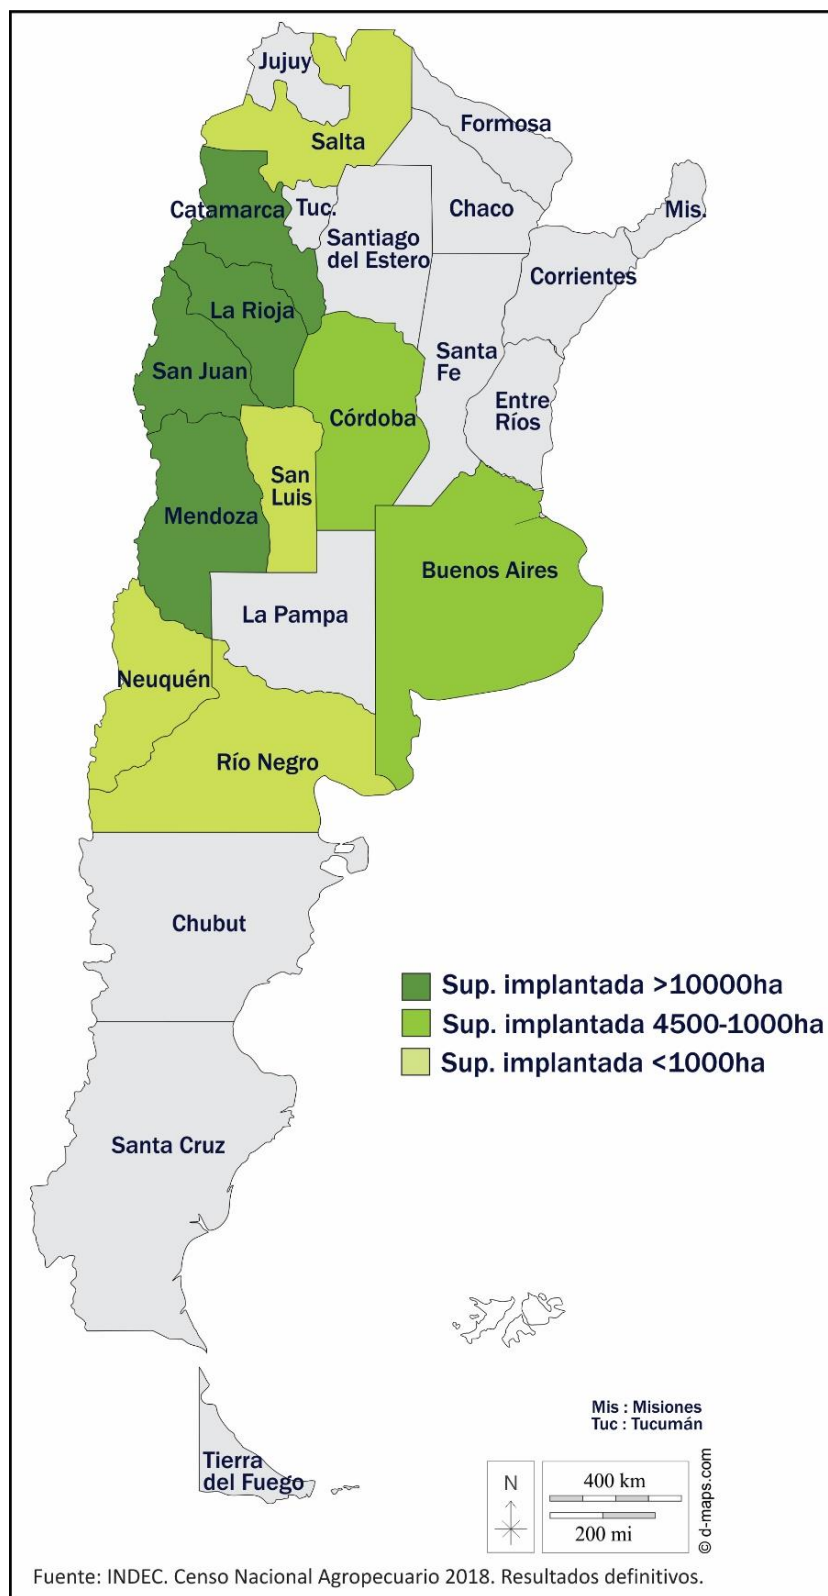 Jujuy
Formosa
Salta
Catamarca
Tuc.
Chaco
Mis.
Santiago
del Estero
Corrientes
La Rioja
Santa
Fe
San Juan
Córdoba
Entre
Ríos
San
Luis
Mendoza
Buenos Aires
La Pampa
Neuquén
Río Negro
Chubut
Sup. implantada >10000ha
Sup. implantada 4500-1000ha
Sup. implantada <1000ha
Santa Cruz
Mis : Misiones
Tuc : Tucumán
Tierra
del Fuego
N
400 km
200 mi
© d-maps.com
Fuente: INDEC. Censo Nacional Agropecuario 2018. Resultados definitivos.